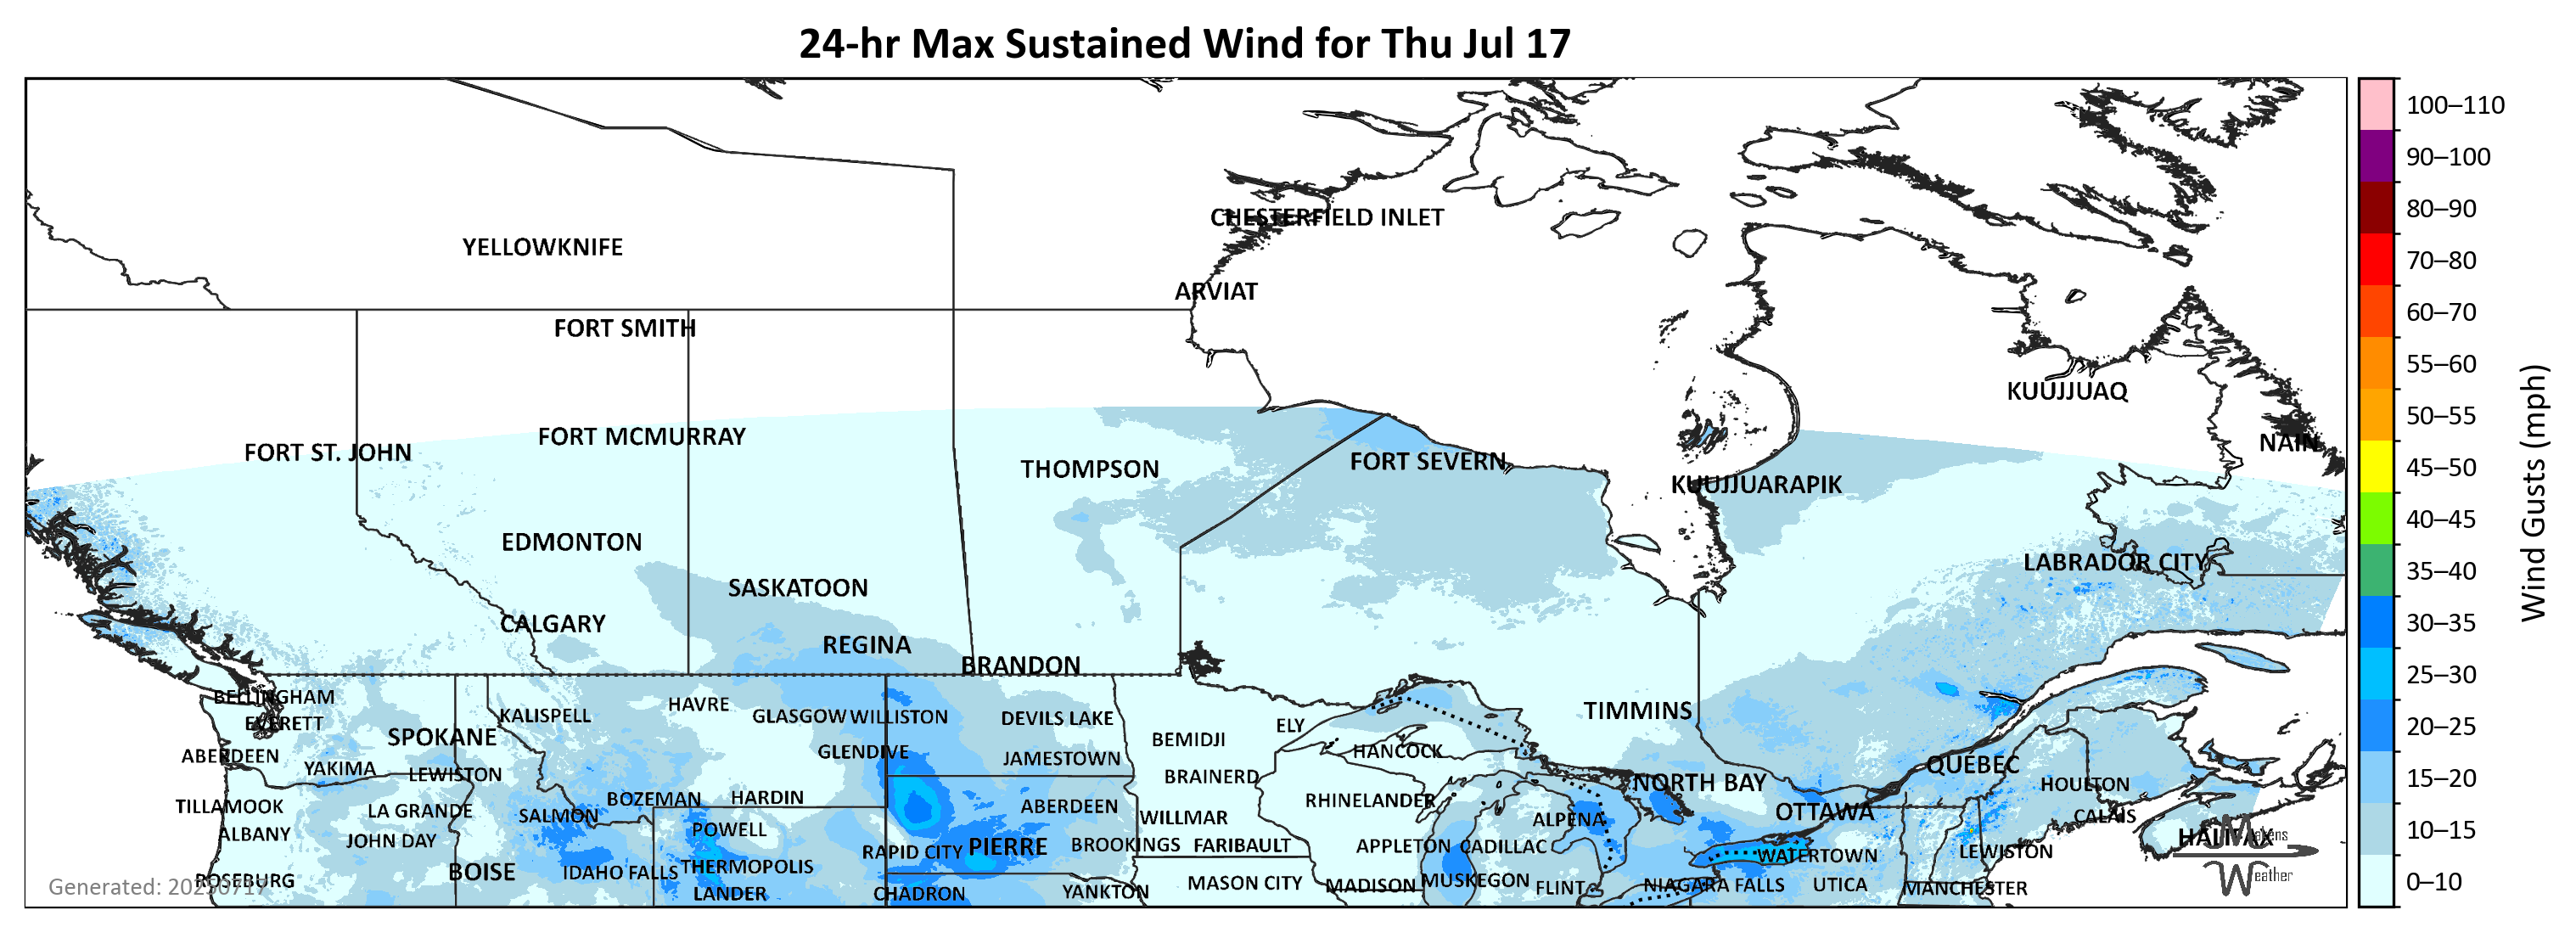 24-hr Max Sustained Wind for Thu Jul 17
CHESTERFIELD INLET
YELLOWKNIFE
ARVIAT
FORT SMITH
KUUJJUAQ
FORT MCMURRAY
NAIN
FORT ST. JOHN
FORT SEVERN
THOMPSON
KUUJJUARAPIK
EDMONTON
LABRADOR CITY
SASKATOON
CALGARY
REGINA
BRANDON
BELLINGHAM
HAVRE
TIMMINS
KALISPELL
GLASGOW
WILLISTON
DEVILS LAKE
EVERETT
ELY
SPOKANE
BEMIDJI
HANCOCK
GLENDIVE
ABERDEEN
JAMESTOWN
QUÉBEC
YAKIMA
LEWISTON
BRAINERD
NORTH BAY
HOULTON
BOZEMAN
HARDIN
RHINELANDER
TILLAMOOK
LA GRANDE
ABERDEEN
OTTAWA
SALMON
WILLMAR
CALAIS
ALPENA
POWELL
ALBANY
HALIFAX
Makens
JOHN DAY
PIERRE
BROOKINGS
FARIBAULT
APPLETON
CADILLAC
RAPID CITY
LEWISTON
WATERTOWN
THERMOPOLIS
BOISE
IDAHO FALLS
Weather
ROSEBURG
MUSKEGON
MASON CITY
MADISON
NIAGARA FALLS
UTICA
Generated: 20250717
FLINT
MANCHESTER
YANKTON
LANDER
CHADRON
100–110
90–100
80–90
70–80
60–70
55–60
50–55
45–50
40–45
35–40
30–35
25–30
20–25
15–20
10–15
0–10
Wind Gusts (mph)